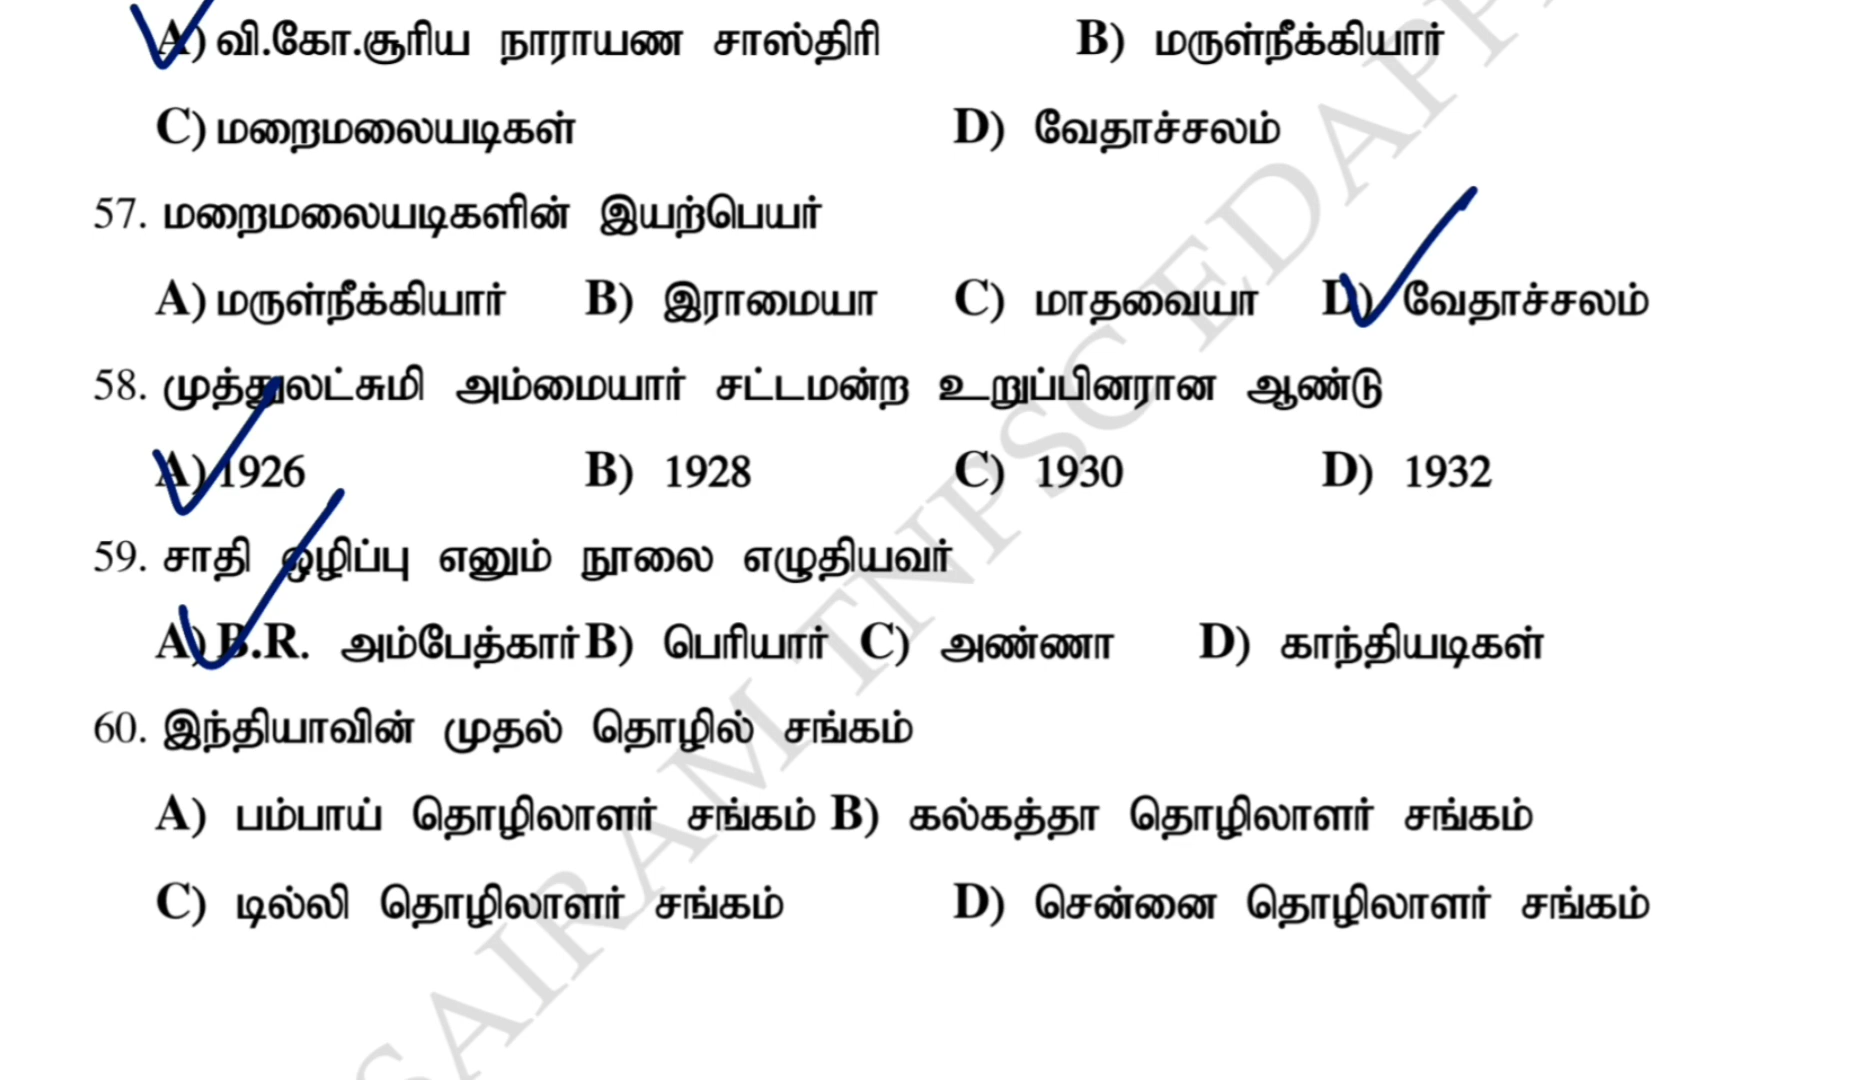 A) வி.கோ.சூரிய நாராயண சாஸ்திரி B) மருள்நீக்கியார்
C) மறைமலையடிகள் D) வேதாச்சலம்
57. மறைமலையடிகளின் இயற்பெயர்
A) மருள்நீக்கியார் B) இராமையா C) மாதவையா D) வேதாச்சலம்
58. முத்துலட்சுமி அம்மையார் சட்டமன்ற உறுப்பினரான ஆண்டு
A) 1926 B) 1928 C) 1930 D) 1932
59. சாதி ஒழிப்பு எனும் நூலை எழுதியவர்
A) B.R. அம்பேத்கார் B) பெரியார் C) அண்ணா D) காந்தியடிகள்
60. இந்தியாவின் முதல் தொழில் சங்கம்
A) பம்பாய் தொழிலாளர் சங்கம் B) கல்கத்தா தொழிலாளர் சங்கம்
C) டில்லி தொழிலாளர் சங்கம் D) சென்னை தொழிலாளர் சங்கம்
SAIRAM TNPSC EDAPP